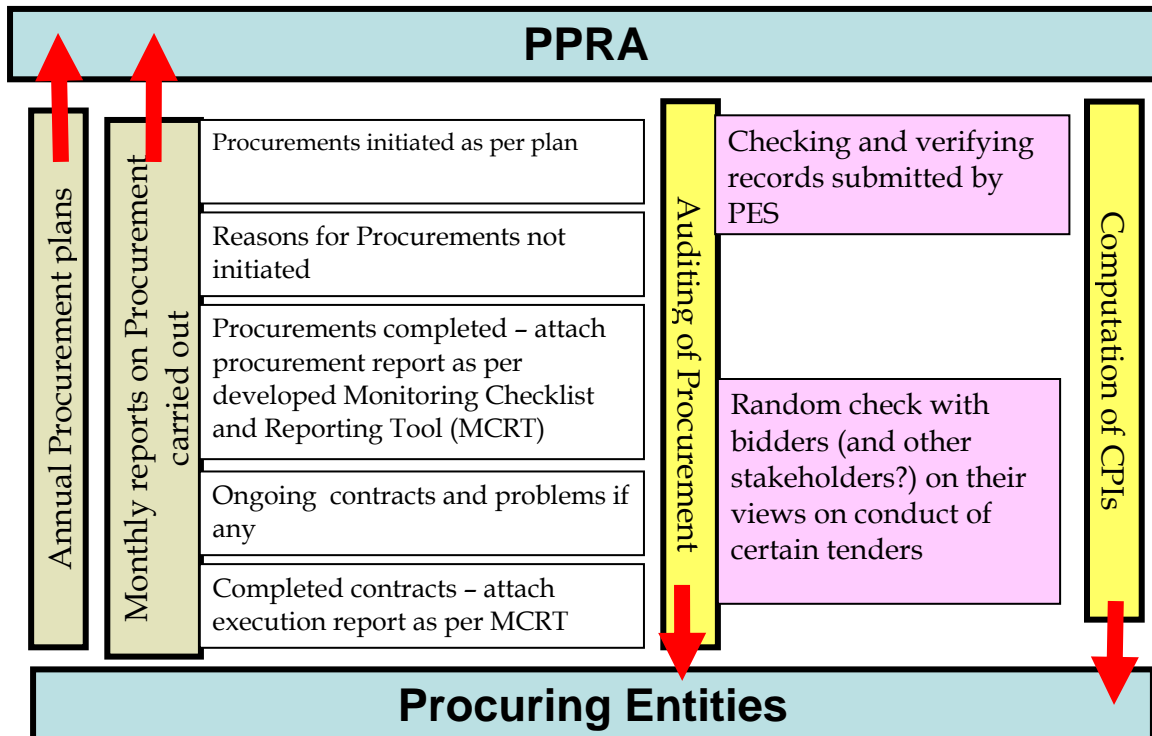 PPRA
Annual Procurement plans
Monthly reports on Procurement
carried out
Procurements initiated as per plan
Reasons for Procurements not
initiated
Procurements completed – attach
procurement report as per
developed Monitoring Checklist
and Reporting Tool (MCRT)
Ongoing contracts and problems if
any
Completed contracts – attach
execution report as per MCRT
Auditing of Procurement
Checking and verifying
records submitted by
PES
Random check with
bidders (and other
stakeholders?) on their
views on conduct of
certain tenders
Computation of CPIs
Procuring Entities